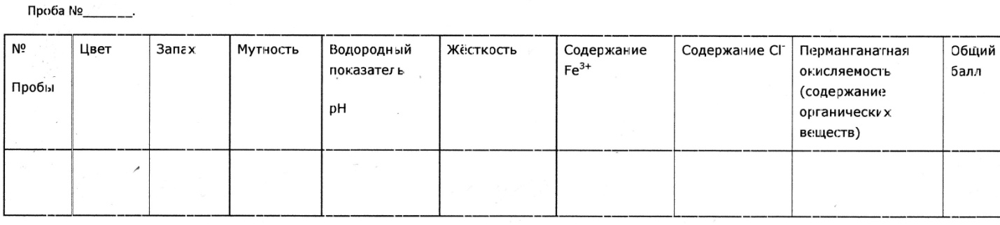 Проба №_______.
№
Пробы
Цвет
Запах
Мутность
Водородный
показатель
pH
Жёсткость
Содержание
Fe³⁺
Содержание Cl⁻
Перманганатная
окисляемость
(содержание
органических
веществ)
Общий
балл